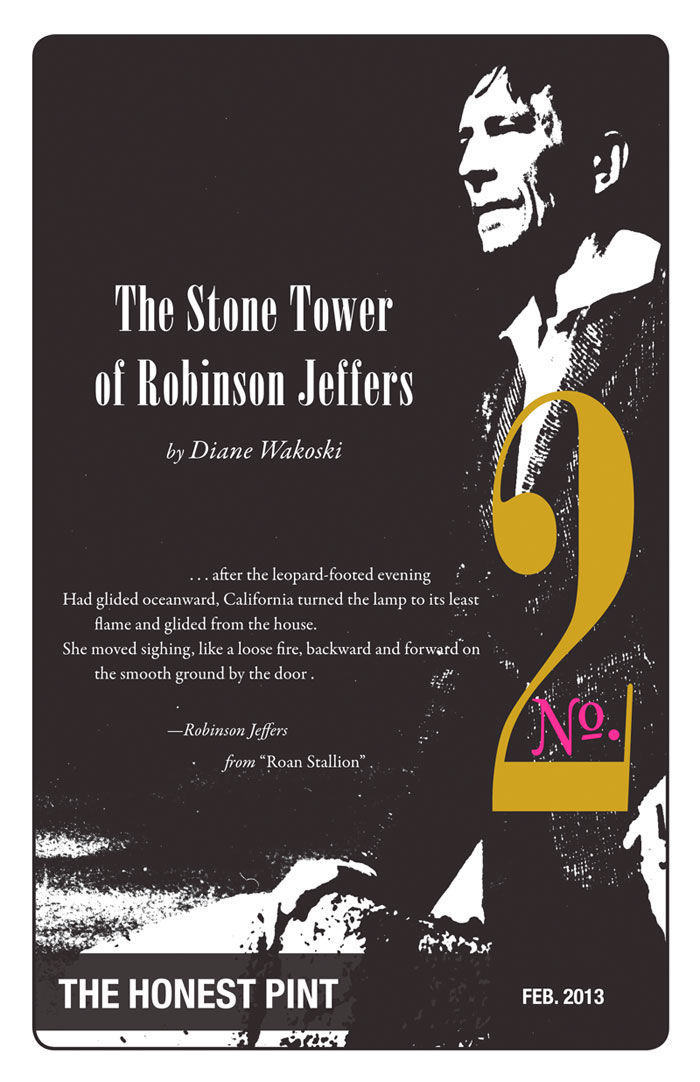 The Stone Tower
of Robinson Jeffers
by Diane Wakoski
2
No.
. . . after the leopard-footed evening
Had glided oceanward, California turned the lamp to its least
flame and glided from the house.
She moved sighing, like a loose fire, backward and forward on
the smooth ground by the door .
—Robinson Jeffers
from “Roan Stallion”
THE HONEST PINT
FEB. 2013